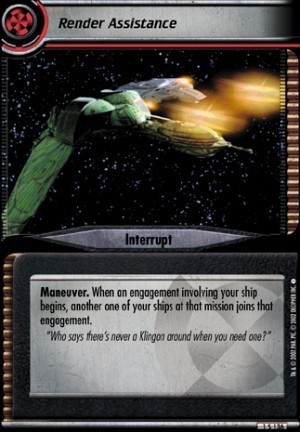 Render Assistance
Interrupt
Maneuver. When an engagement involving your ship
begins, another one of your ships at that mission joins that
engagement.
"Who says there's never a Klingon around when you need one?"